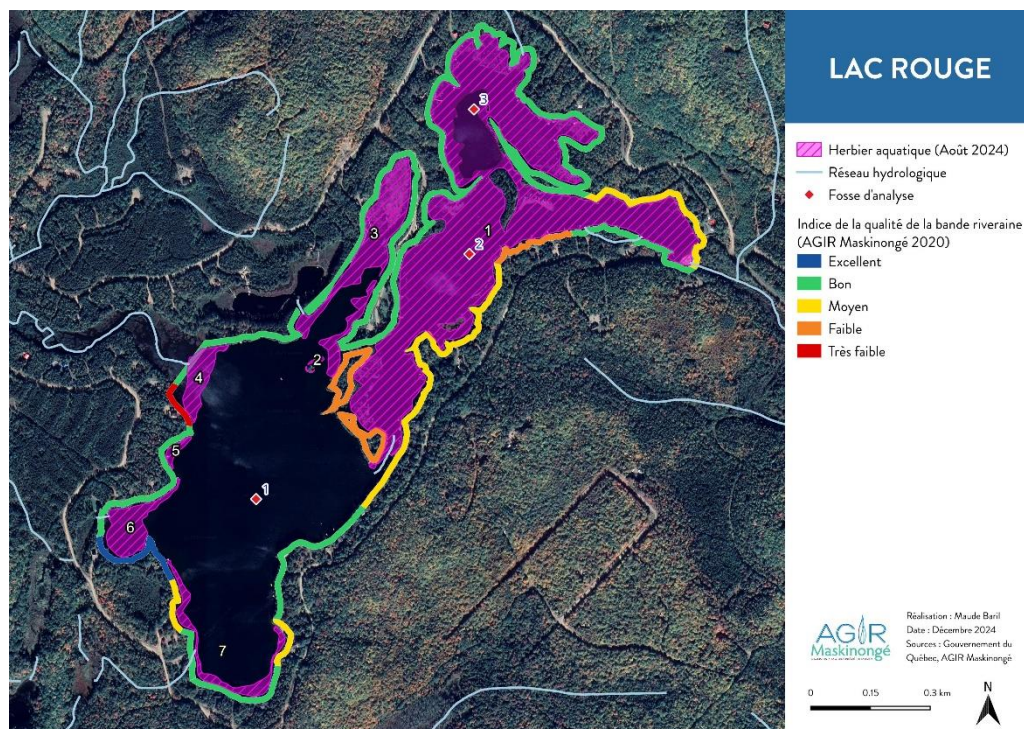 LAC ROUGE
Herbier aquatique (Août 2024)
Réseau hydrologique
Fosse d'analyse
Indice de la qualité de la bande riveraine
(AGIR Maskinongé 2020)
Excellent
Bon
Moyen
Faible
Très faible
3
3
1
2
2
4
5
1
6
7
AGIR
Maskinongé
Réalisation : Maude Baril
Date : Décembre 2024
Sources : Gouvernement du
Québec, AGIR Maskinongé
0 0.15 0.3 km
N